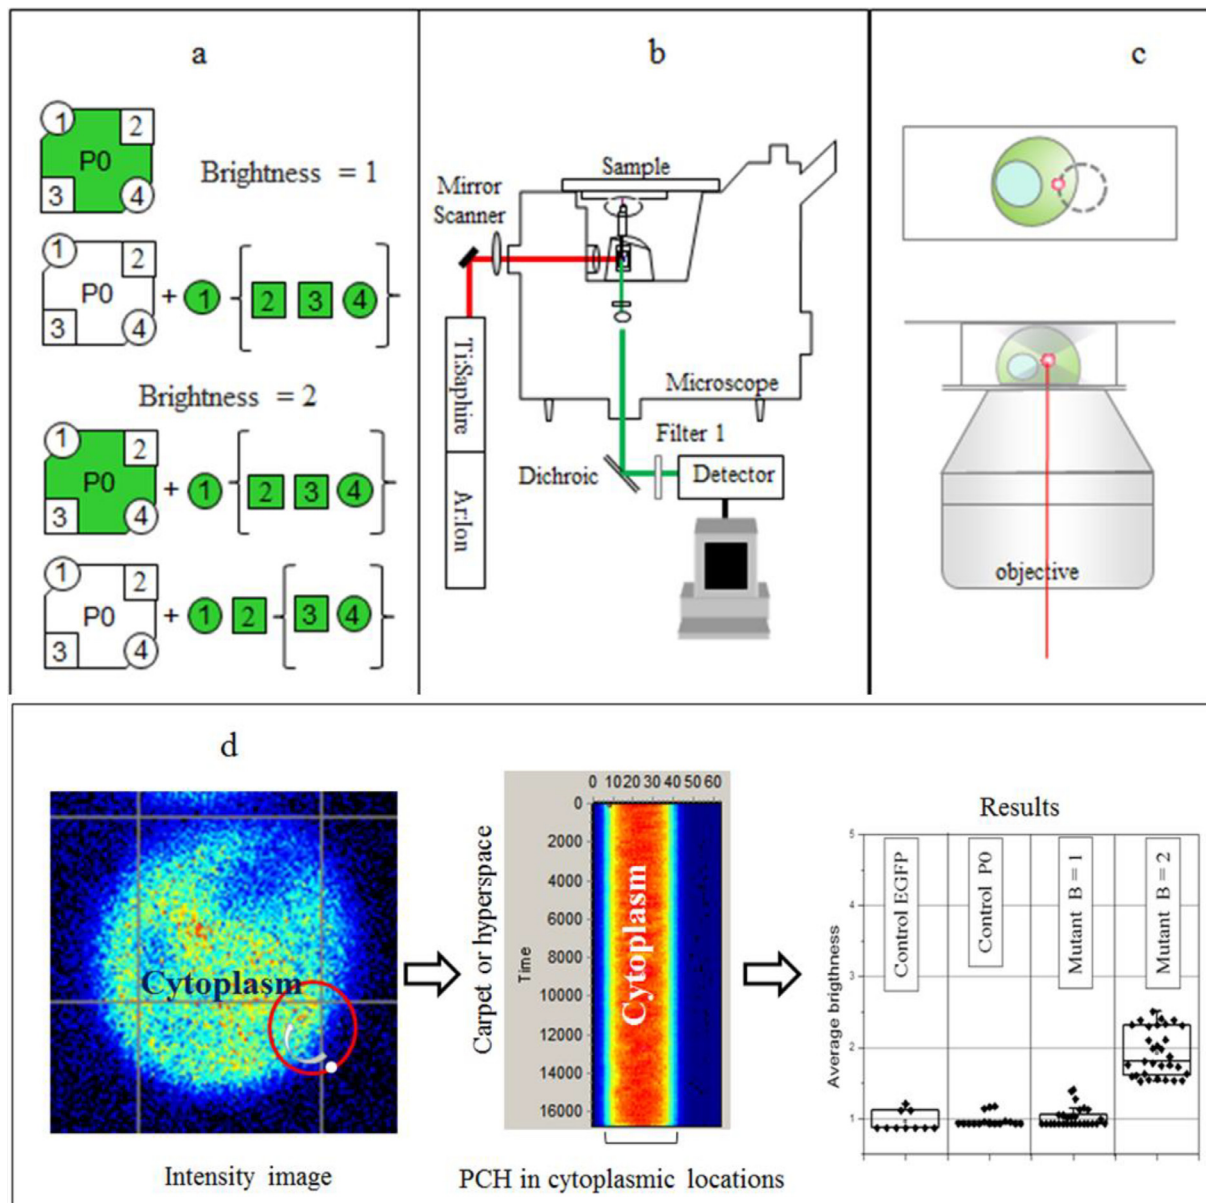 a
1
2
P0
3
4
Brightness = 1
1
2
P0
3
4
+ 1 { 2 3 4 }
Brightness = 2
1
2
P0
3
4
+ 1 { 2 3 4 }
1
2
P0
3
4
+ 1 2 { 3 4 }
b
Sample
Mirror
Scanner
Ti:Saphire
Ar:Ion
Microscope
Filter 1
Dichroic
Detector
c
objective
d
Cytoplasm
Intensity image
Carpet or hyperspace
0 10 20 30 40 50 60
Time
0
2000
4000
6000
8000
10000
12000
14000
16000
Cytoplasm
PCH in cytoplasmic locations
Results
Average brigthness
5
4
3
2
1
Control EGFP
Control P0
Mutant B = 1
Mutant B = 2